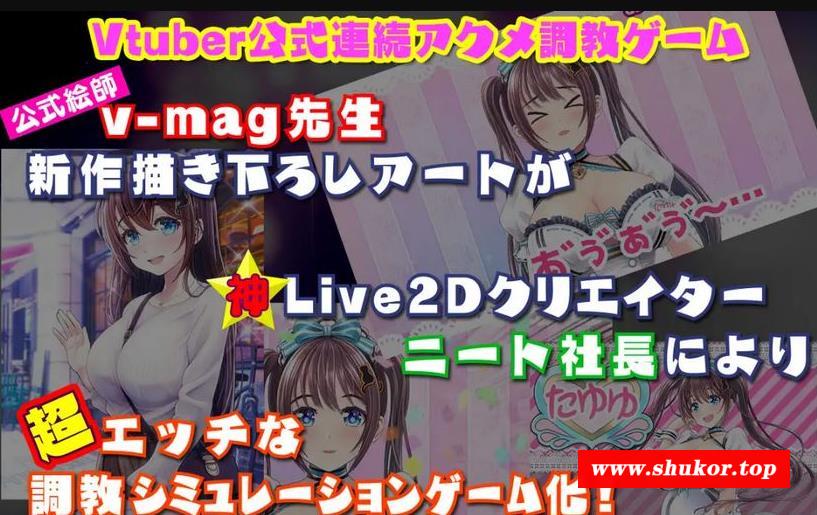 Vtuber公式連続アクメ調教ゲーム
公式絵師
v-mag先生
新作描き下ろしアートが
あ゛ゔあ゛ゔ～……
神Live2Dクリエイター
ニート社長により
たゆゆ
超エッチな
調教シミュレーションゲーム化！
www.shukor.top